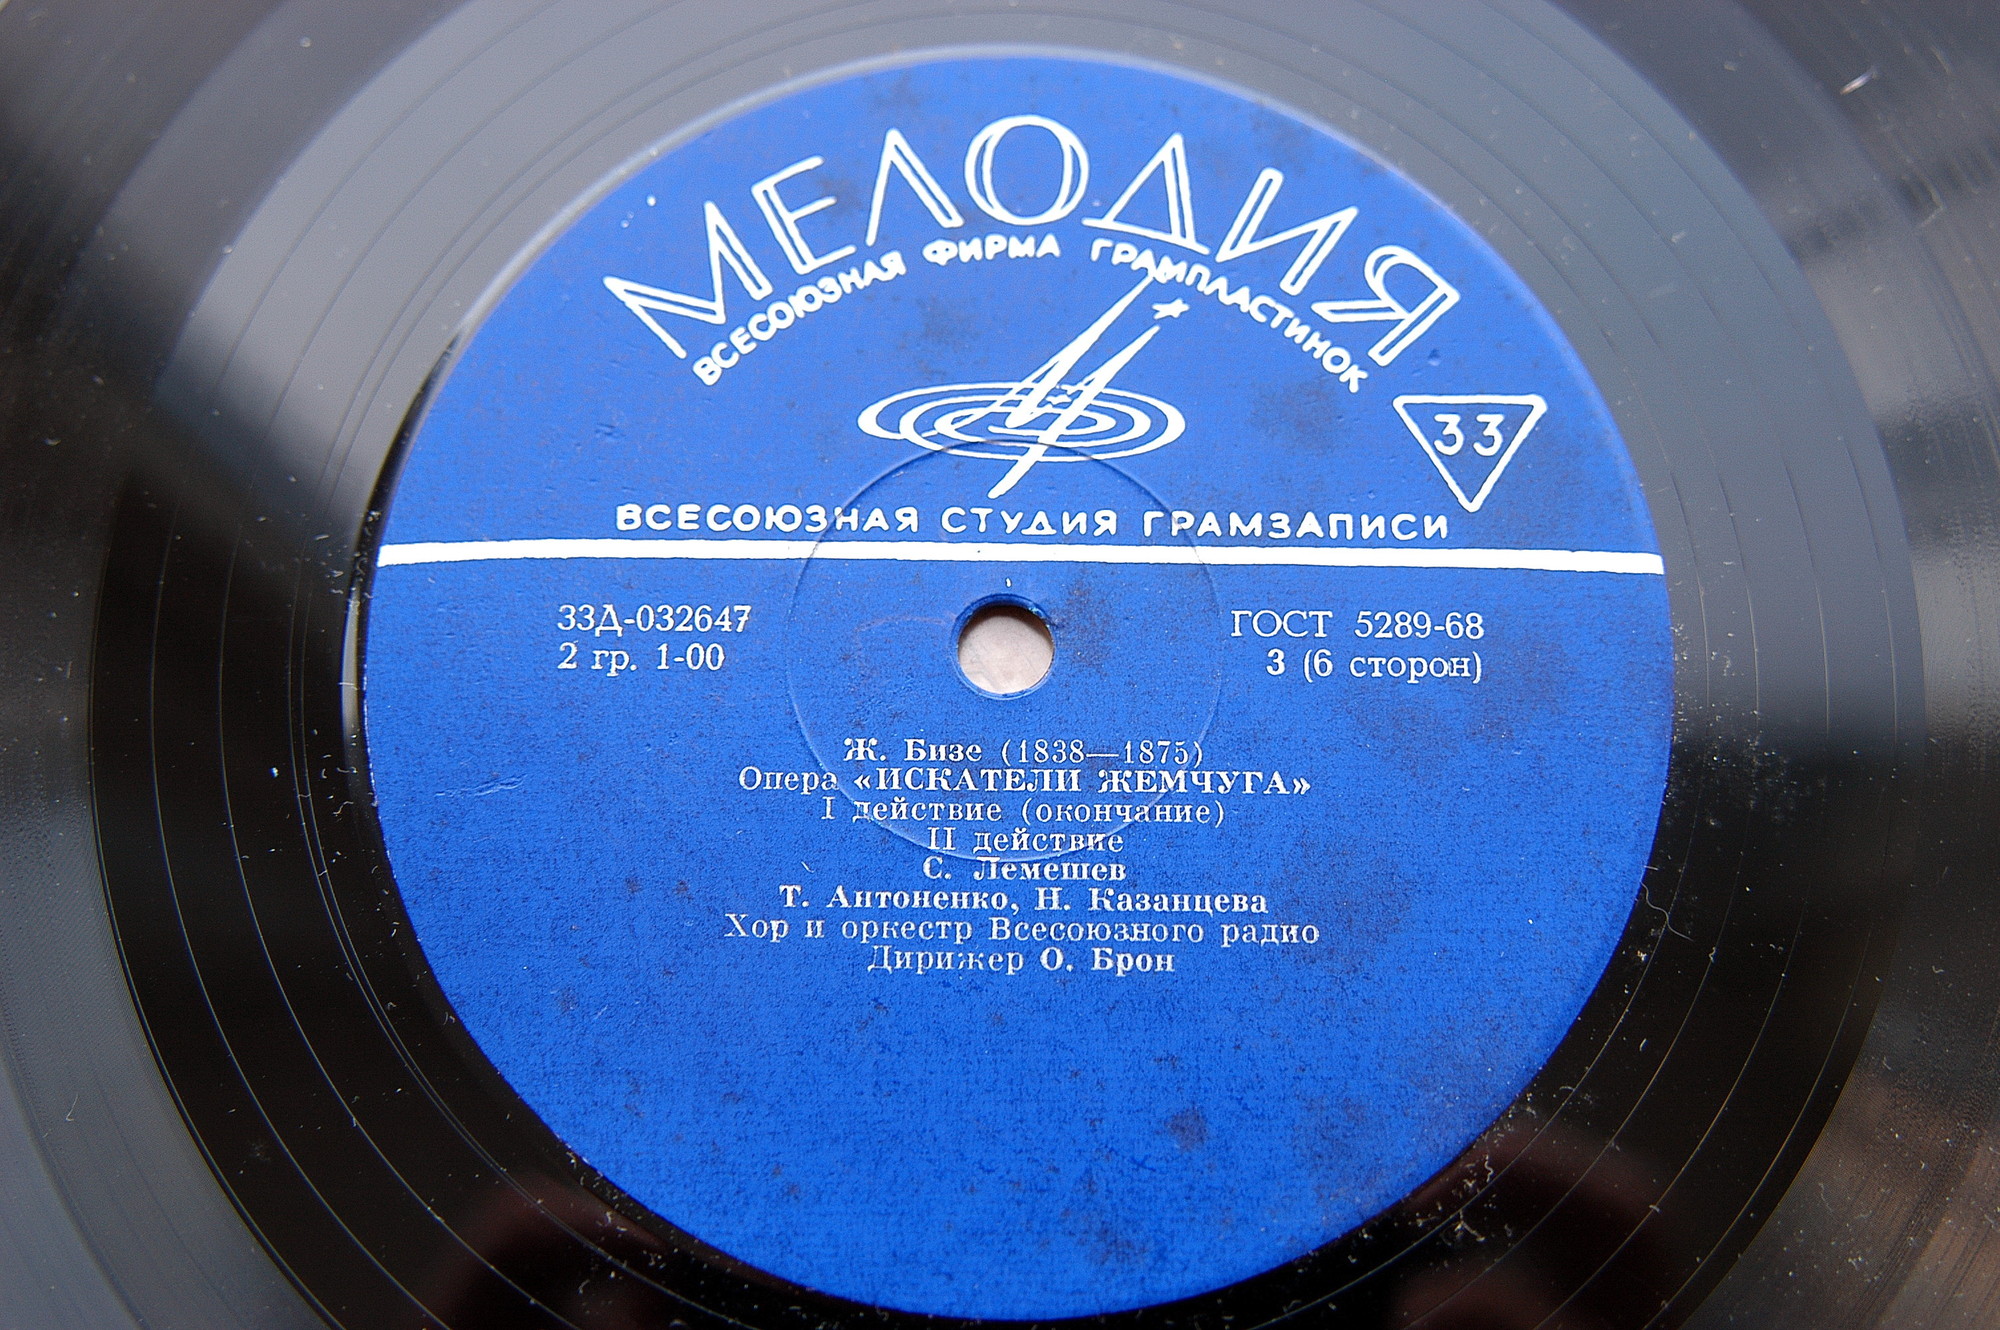 МЕЛОДИЯ
ВСЕСОЮЗНАЯ ФИРМА ГРАМПЛАСТИНОК
33
ВСЕСОЮЗНАЯ СТУДИЯ ГРАМЗАПИСИ
33Д-032647
2 гр. 1-00
ГОСТ 5289-68
3 (6 сторон)
Ж. Бизе (1838—1875)
Опера «ИСКАТЕЛИ ЖЕМЧУГА»
I действие (окончание)
II действие
С. Лемешев
Т. Антоненко, Н. Казанцева
Хор и оркестр Всесоюзного радио
Дирижер О. Брон